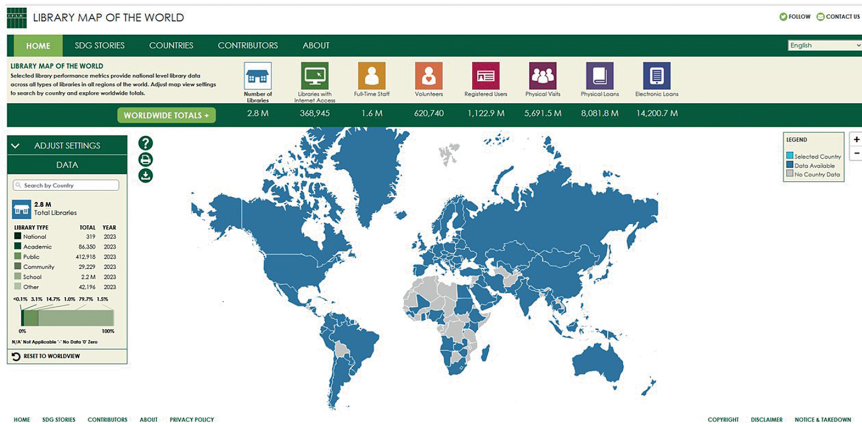 LIBRARY MAP OF THE WORLD
FOLLOW CONTACT US
HOME SDG STORIES COUNTRIES CONTRIBUTORS ABOUT
English
LIBRARY MAP OF THE WORLD
Selected library performance metrics provide national level library data
across all types of libraries in all regions of the world. Adjust map view settings
to search by country and explore worldwide totals.
Number of
Libraries
Libraries with
Internet Access
Full-Time Staff
Volunteers
Registered Users
Physical Visits
Physical Loans
Electronic Loans
WORLDWIDE TOTALS + 2.8 M 368,945 1.6 M 620,740 1,122.9 M 5,691.5 M 8,081.8 M 14,200.7 M
ADJUST SETTINGS
DATA
Search by Country
2.8 M
Total Libraries
LIBRARY TYPE TOTAL YEAR
National 319 2023
Academic 86,350 2023
Public 412,918 2023
Community 29,229 2023
School 2.2 M 2023
Other 42,196 2023
<0.1% 3.1% 14.7% 1.0% 79.7% 1.5%
0% 100%
N/A' Not Applicable '-' No Data '0' Zero
RESET TO WORLDVIEW
?
LEGEND
Selected Country
Data Available
No Country Data
+
−
HOME SDG STORIES CONTRIBUTORS ABOUT PRIVACY POLICY
COPYRIGHT DISCLAIMER NOTICE & TAKEDOWN